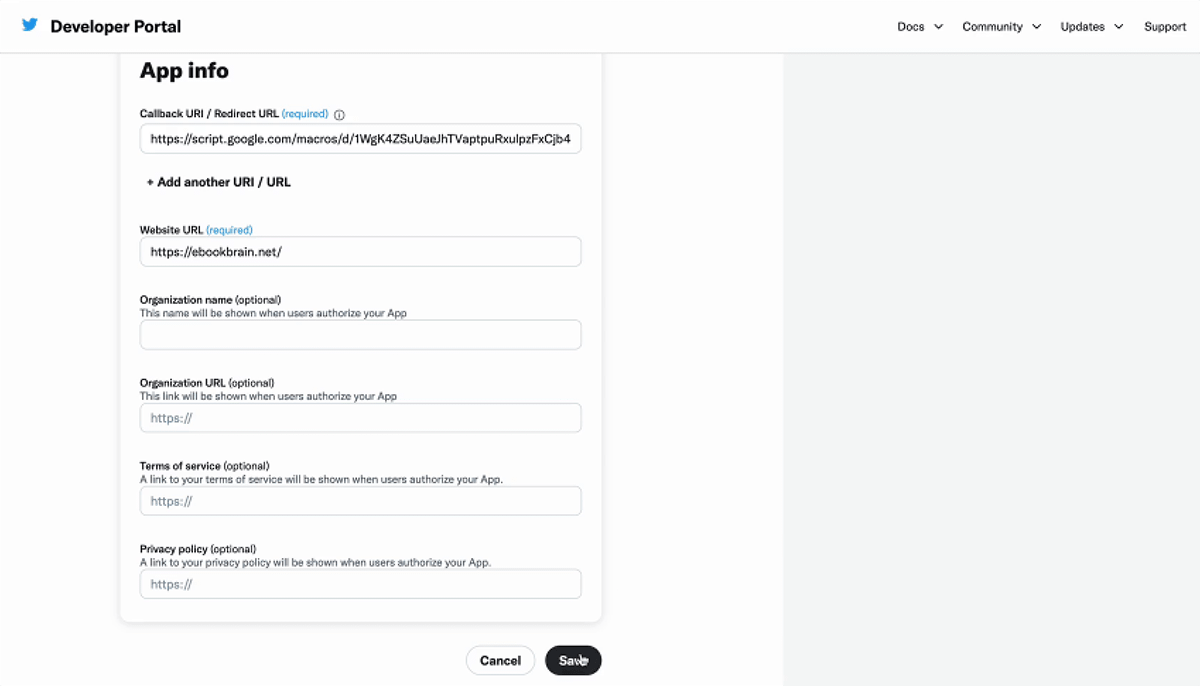 Developer Portal
Docs
Community
Updates
Support
App info
Callback URI / Redirect URL (required)
https://script.google.com/macros/d/1WgK4ZSuUaeJhTVaptpuRxulpzFxCjb4
+ Add another URI / URL
Website URL (required)
https://ebookbrain.net/
Organization name (optional)
This name will be shown when users authorize your App
Organization URL (optional)
This link will be shown when users authorize your App
https://
Terms of service (optional)
A link to your terms of service will be shown when users authorize your App.
https://
Privacy policy (optional)
A link to your privacy policy will be shown when users authorize your App.
https://
Cancel
Save